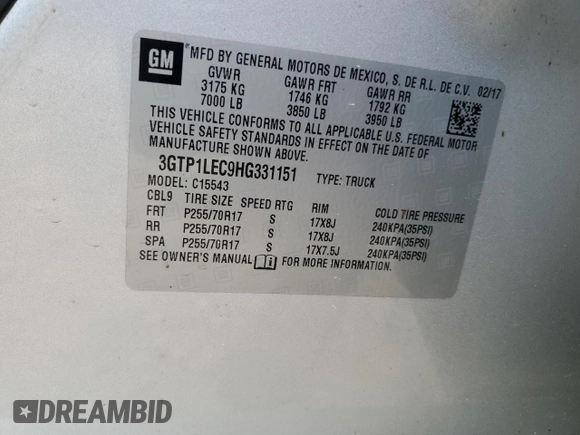 GM
MFD BY GENERAL MOTORS DE MEXICO, S. DE R.L. DE C.V. 02/17
GVWR GAWR FRT GAWR RR
3175 KG 1746 KG 1792 KG
7000 LB 3850 LB 3950 LB
THIS VEHICLE CONFORMS TO ALL APPLICABLE U.S. FEDERAL MOTOR
VEHICLE SAFETY STANDARDS IN EFFECT ON THE DATE OF
MANUFACTURE SHOWN ABOVE.
3GTP1LEC9HG331151 TYPE: TRUCK
MODEL: C15543
CBL9 TIRE SIZE SPEED RTG RIM COLD TIRE PRESSURE
FRT P255/70R17 S 17X8J 240KPA(35PSI)
RR P255/70R17 S 17X8J 240KPA(35PSI)
SPA P255/70R17 S 17X7.5J 240KPA(35PSI)
SEE OWNER'S MANUAL FOR MORE INFORMATION.
DREAMBID